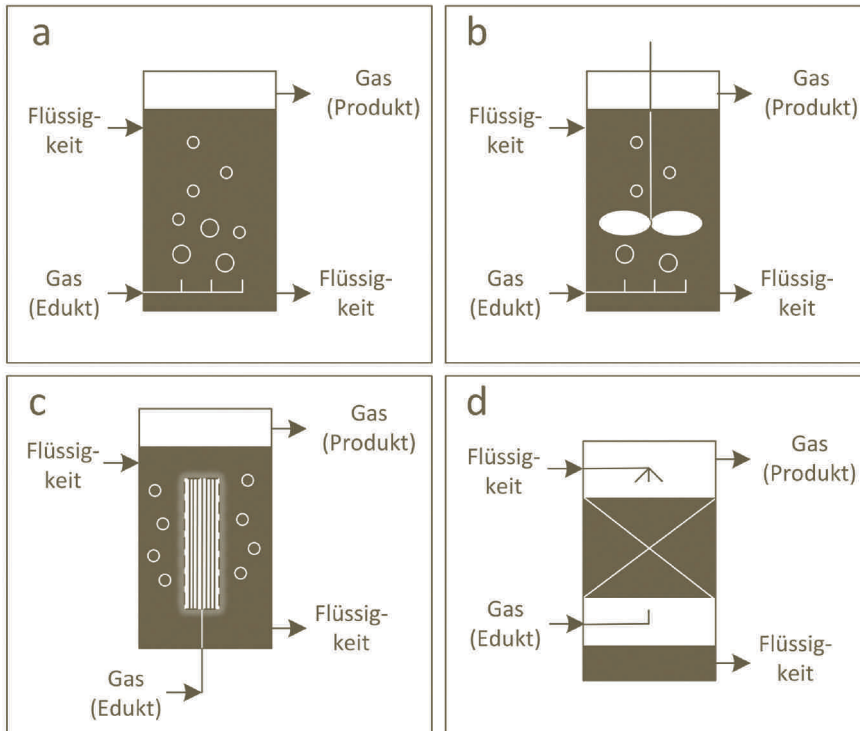 a
Gas
(Produkt)
Flüssig-
keit
Gas
(Edukt)
Flüssig-
keit
b
Gas
(Produkt)
Flüssig-
keit
Gas
(Edukt)
Flüssig-
keit
c
Gas
(Produkt)
Flüssig-
keit
Flüssig-
keit
Gas
(Edukt)
d
Gas
(Produkt)
Flüssig-
keit
Gas
(Edukt)
Flüssig-
keit